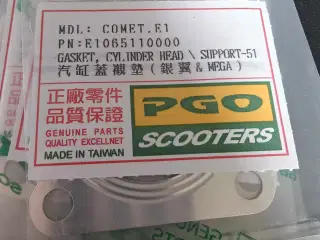 MDL: COMET.E1
PN:E1065110000
GASKET, CYLINDER HEAD \ SUPPORT-51
汽缸蓋襯墊(銀翼&MEGA)
正廠零件
品質保證
GENUINE PARTS
QUALITY EXCELLNET
MADE IN TAIWAN
PGO
SCOOTERS